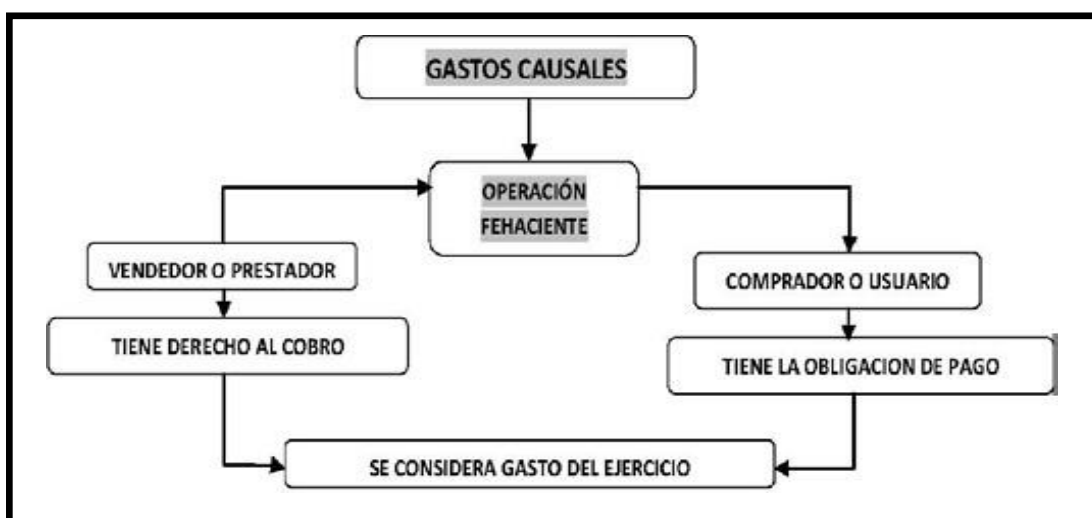 GASTOS CAUSALES
OPERACIÓN
FEHACIENTE
VENDEDOR O PRESTADOR
COMPRADOR O USUARIO
TIENE DERECHO AL COBRO
TIENE LA OBLIGACION DE PAGO
SE CONSIDERA GASTO DEL EJERCICIO